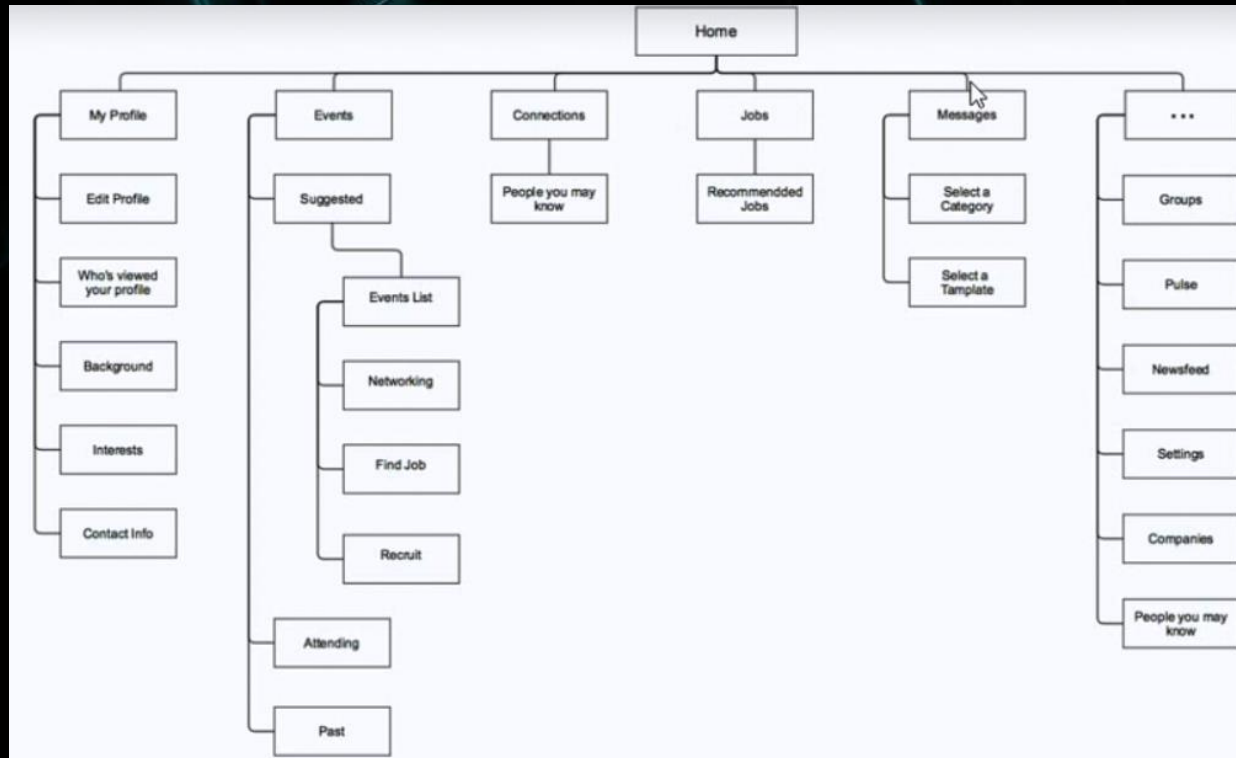 Home
My Profile
Edit Profile
Who's viewed
your profile
Background
Interests
Contact Info
Events
Suggested
Events List
Networking
Find Job
Recruit
Attending
Past
Connections
People you may
know
Jobs
Recommendded
Jobs
Messages
Select a
Category
Select a
Tamplate
...
Groups
Pulse
Newsfeed
Settings
Companies
People you may
know